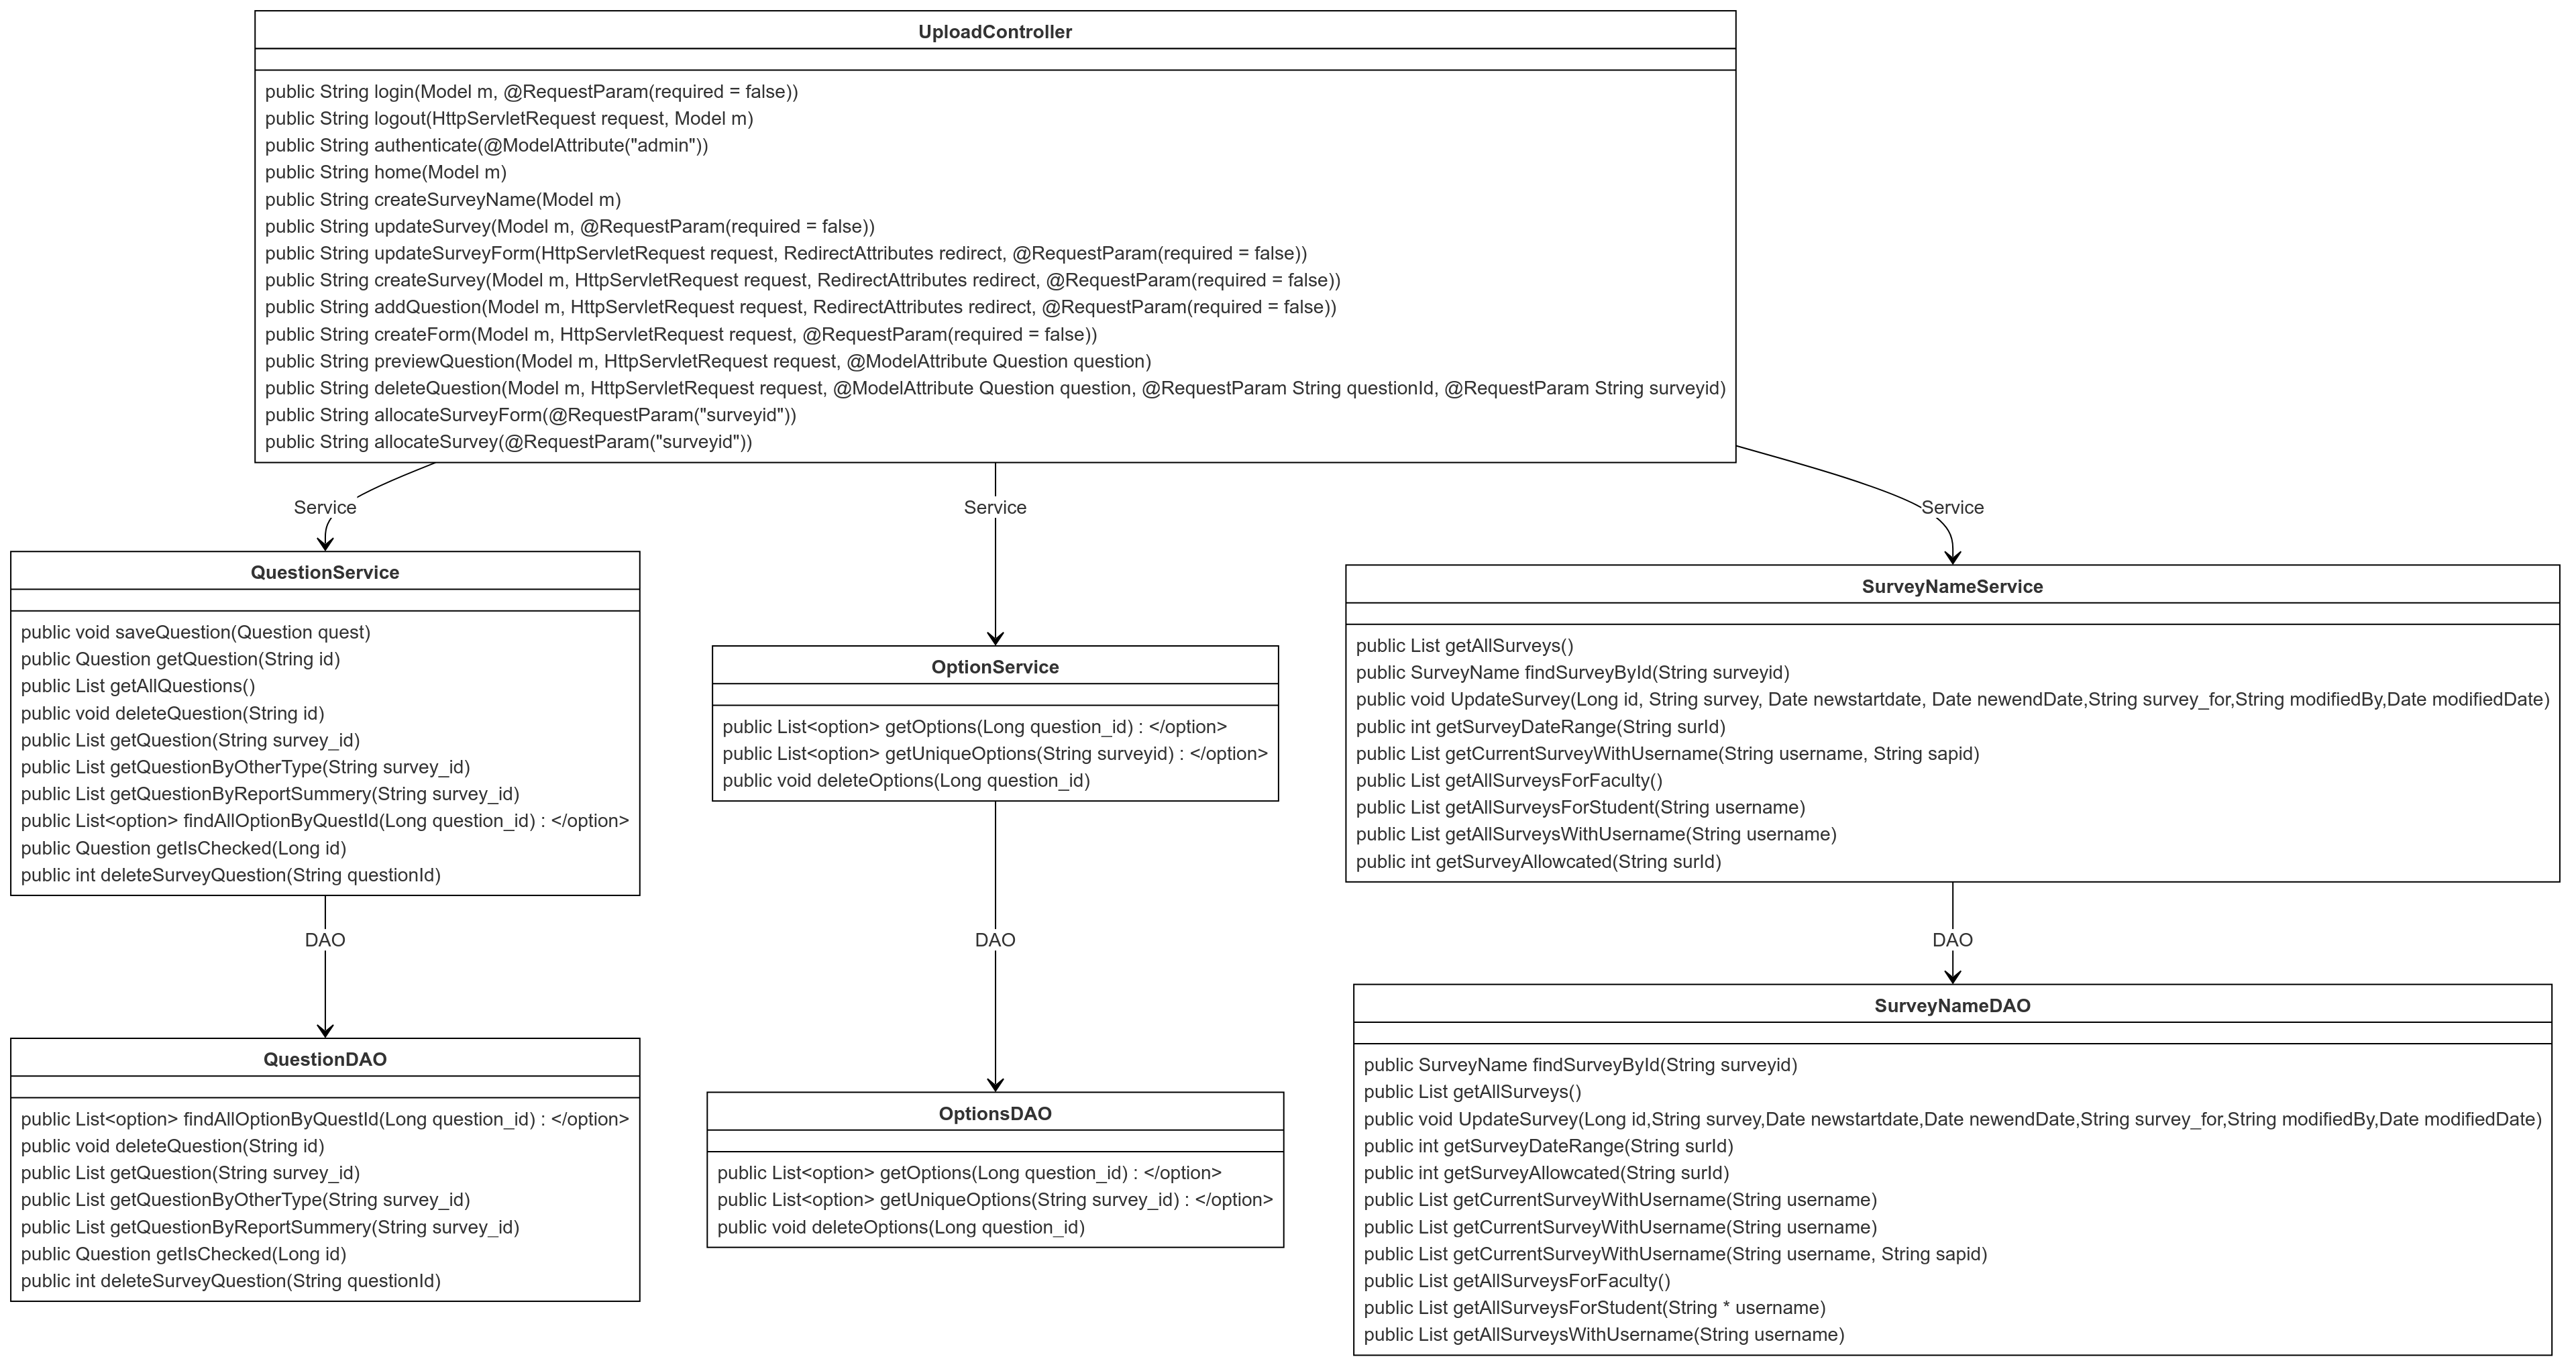 UploadController
public String login(Model m, @RequestParam(required = false))
public String logout(HttpServletRequest request, Model m)
public String authenticate(@ModelAttribute("admin"))
public String home(Model m)
public String createSurveyName(Model m)
public String updateSurvey(Model m, @RequestParam(required = false))
public String updateSurveyForm(HttpServletRequest request, RedirectAttributes redirect, @RequestParam(required = false))
public String createSurvey(Model m, HttpServletRequest request, RedirectAttributes redirect, @RequestParam(required = false))
public String addQuestion(Model m, HttpServletRequest request, RedirectAttributes redirect, @RequestParam(required = false))
public String createForm(Model m, HttpServletRequest request, @RequestParam(required = false))
public String previewQuestion(Model m, HttpServletRequest request, @ModelAttribute Question question)
public String deleteQuestion(Model m, HttpServletRequest request, @ModelAttribute Question question, @RequestParam String questionId, @RequestParam String surveyid)
public String allocateSurveyForm(@RequestParam("surveyid"))
public String allocateSurvey(@RequestParam("surveyid"))
Service
Service
Service
QuestionService
public void saveQuestion(Question quest)
public Question getQuestion(String id)
public List getAllQuestions()
public void deleteQuestion(String id)
public List getQuestion(String survey_id)
public List getQuestionByOtherType(String survey_id)
public List getQuestionByReportSummery(String survey_id)
public List<option> findAllOptionByQuestId(Long question_id) : </option>
public Question getIsChecked(Long id)
public int deleteSurveyQuestion(String questionId)
OptionService
public List<option> getOptions(Long question_id) : </option>
public List<option> getUniqueOptions(String surveyid) : </option>
public void deleteOptions(Long question_id)
SurveyNameService
public List getAllSurveys()
public SurveyName findSurveyById(String surveyid)
public void UpdateSurvey(Long id, String survey, Date newstartdate, Date newendDate,String survey_for,String modifiedBy,Date modifiedDate)
public int getSurveyDateRange(String surId)
public List getCurrentSurveyWithUsername(String username, String sapid)
public List getAllSurveysForFaculty()
public List getAllSurveysForStudent(String username)
public List getAllSurveysWithUsername(String username)
public int getSurveyAllowcated(String surId)
DAO
DAO
DAO
QuestionDAO
public List<option> findAllOptionByQuestId(Long question_id) : </option>
public void deleteQuestion(String id)
public List getQuestion(String survey_id)
public List getQuestionByOtherType(String survey_id)
public List getQuestionByReportSummery(String survey_id)
public Question getIsChecked(Long id)
public int deleteSurveyQuestion(String questionId)
OptionsDAO
public List<option> getOptions(Long question_id) : </option>
public List<option> getUniqueOptions(String survey_id) : </option>
public void deleteOptions(Long question_id)
SurveyNameDAO
public SurveyName findSurveyById(String surveyid)
public List getAllSurveys()
public void UpdateSurvey(Long id,String survey,Date newstartdate,Date newendDate,String survey_for,String modifiedBy,Date modifiedDate)
public int getSurveyDateRange(String surId)
public int getSurveyAllowcated(String surId)
public List getCurrentSurveyWithUsername(String username)
public List getCurrentSurveyWithUsername(String username)
public List getCurrentSurveyWithUsername(String username, String sapid)
public List getAllSurveysForFaculty()
public List getAllSurveysForStudent(String * username)
public List getAllSurveysWithUsername(String username)